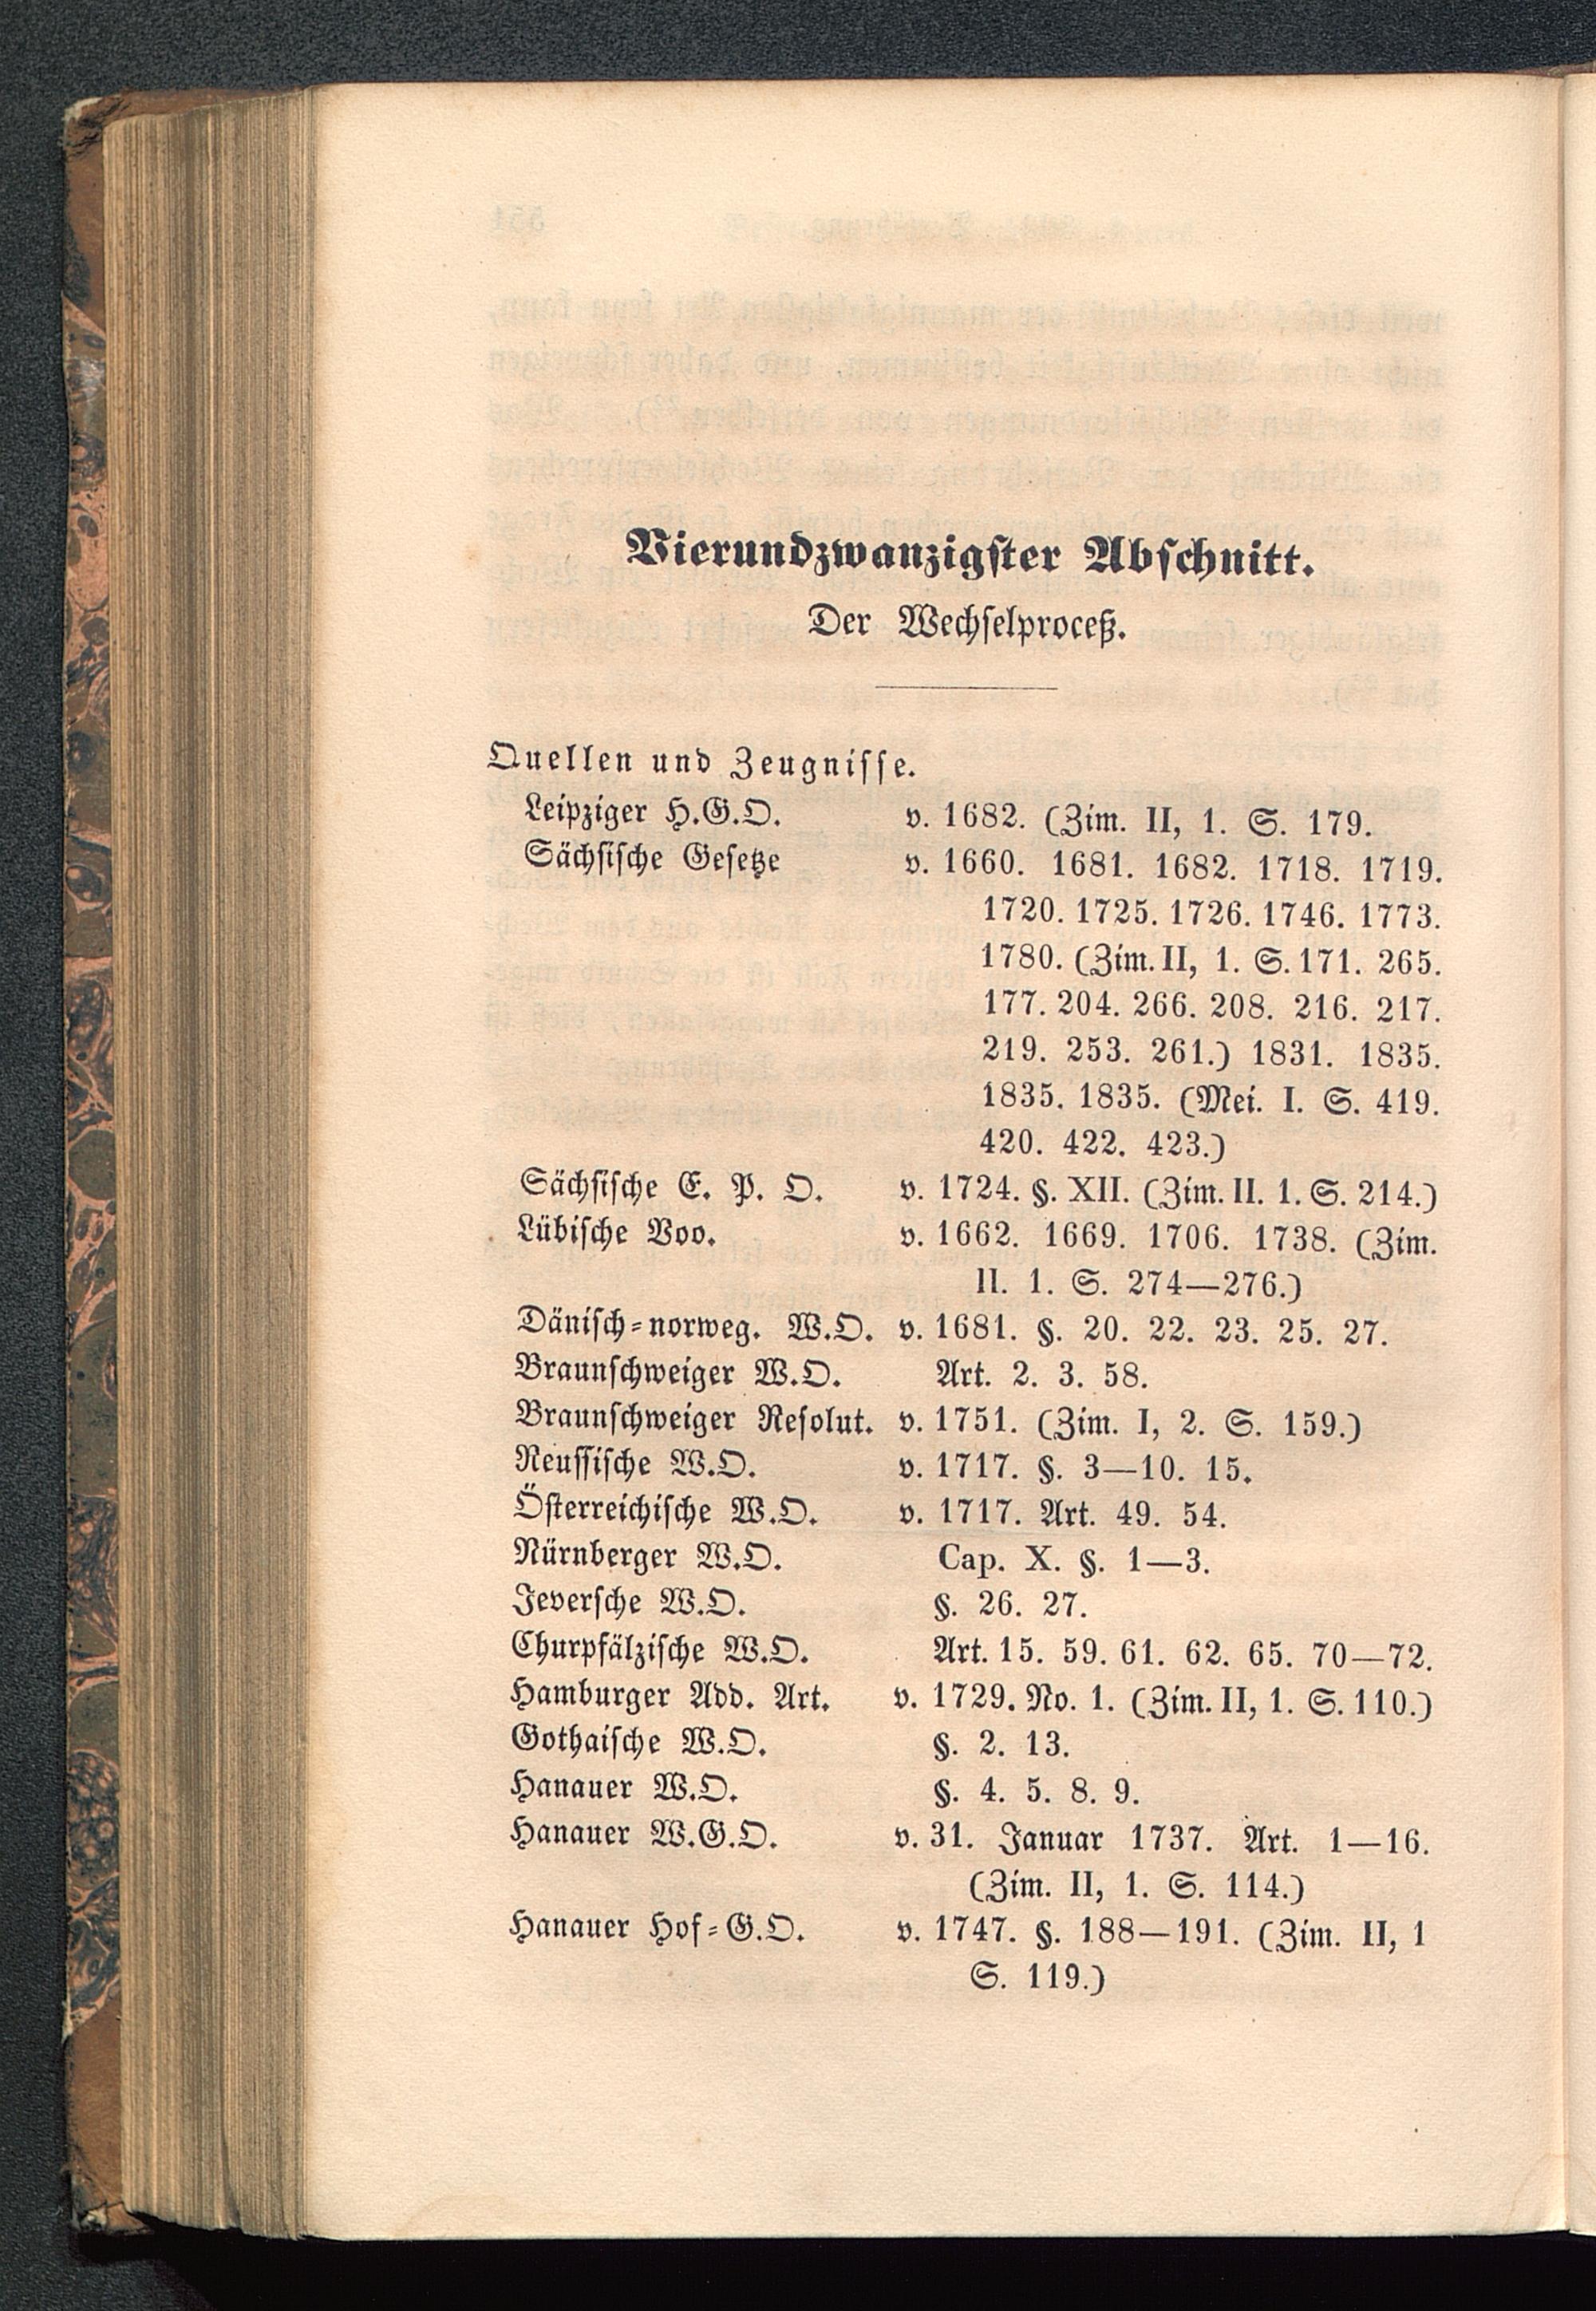 Vierundzwanzigster Abschnitt.
Der Wechselproceß.
Quellen und Zeugnisse.
Leipziger H.G.O. v. 1682. (Zim. II, 1. S. 179.
Sächsische Gesetze v. 1660. 1681. 1682. 1718. 1719.
1720. 1725. 1726. 1746. 1773.
1780. (Zim. II, 1. S. 171. 265.
177. 204. 266. 208. 216. 217.
219. 253. 261.) 1831. 1835.
1835. 1835. (Mei. I. S. 419.
420. 422. 423.)
Sächsische E. P. O. v. 1724. §. XII. (Zim. II. 1. S. 214.)
Lübische Voo. v. 1662. 1669. 1706. 1738. (Zim.
II. 1. S. 274—276.)
Dänisch-norweg. W.O. v. 1681. §. 20. 22. 23. 25. 27.
Braunschweiger W.O. Art. 2. 3. 58.
Braunschweiger Resolut. v. 1751. (Zim. I, 2. S. 159.)
Reussische W.O. v. 1717. §. 3—10. 15.
Österreichische W.O. v. 1717. Art. 49. 54.
Nürnberger W.O. Cap. X. §. 1—3.
Jeversche W.O. §. 26. 27.
Churpfälzische W.O. Art. 15. 59. 61. 62. 65. 70—72.
Hamburger Add. Art. v. 1729. No. 1. (Zim. II, 1. S. 110.)
Gothaische W.O. §. 2. 13.
Hanauer W.O. §. 4. 5. 8. 9.
Hanauer W.G.O. v. 31. Januar 1737. Art. 1—16.
(Zim. II, 1. S. 114.)
Hanauer Hof-G.O. v. 1747. §. 188—191. (Zim. II, 1
S. 119.)